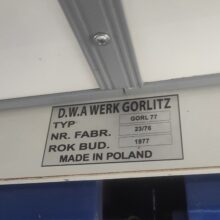 D.W.A WERK GORLITZ
TYP GORL 77
NR. FABR. 23/76
ROK BUD. 1977
MADE IN POLAND